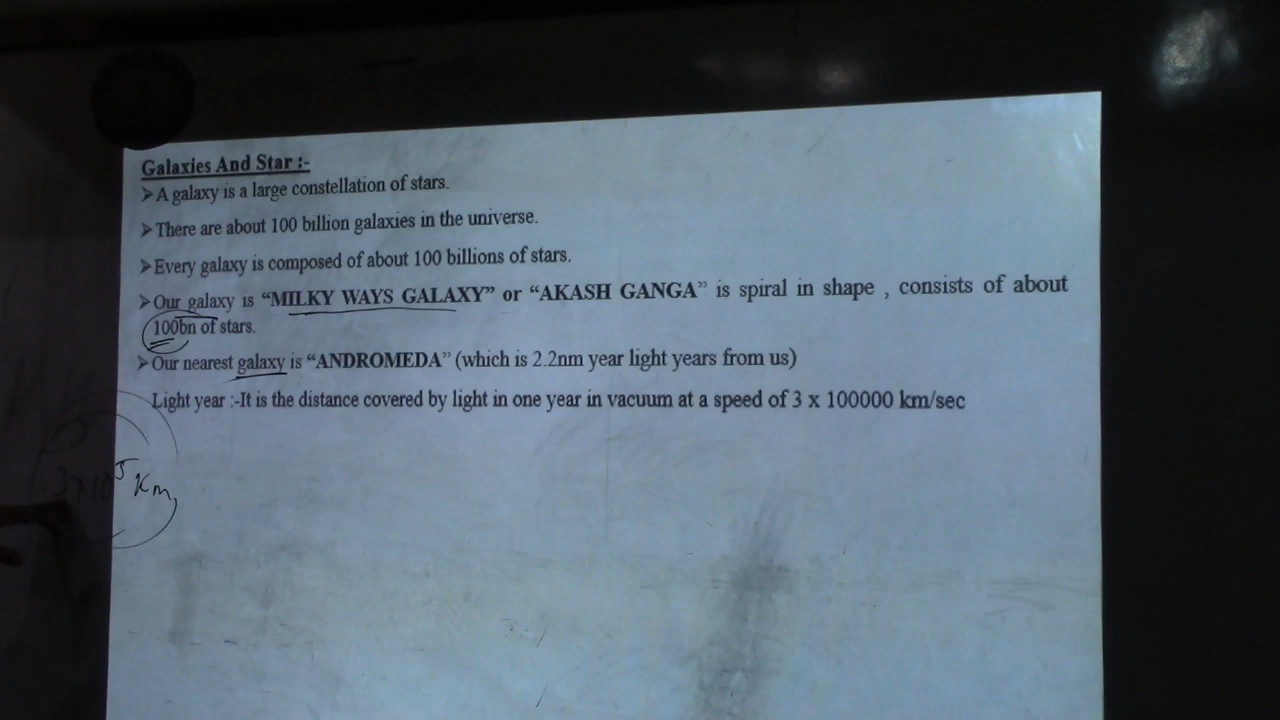 Galaxies And Star :-
➢A galaxy is a large constellation of stars.
➢There are about 100 billion galaxies in the universe.
➢Every galaxy is composed of about 100 billions of stars.
➢Our galaxy is “MILKY WAYS GALAXY” or “AKASH GANGA” is spiral in shape , consists of about
100bn of stars.
➢Our nearest galaxy is “ANDROMEDA” (which is 2.2nm year light years from us)
Light year :-It is the distance covered by light in one year in vacuum at a speed of 3 x 100000 km/sec
3x10⁵ Km,